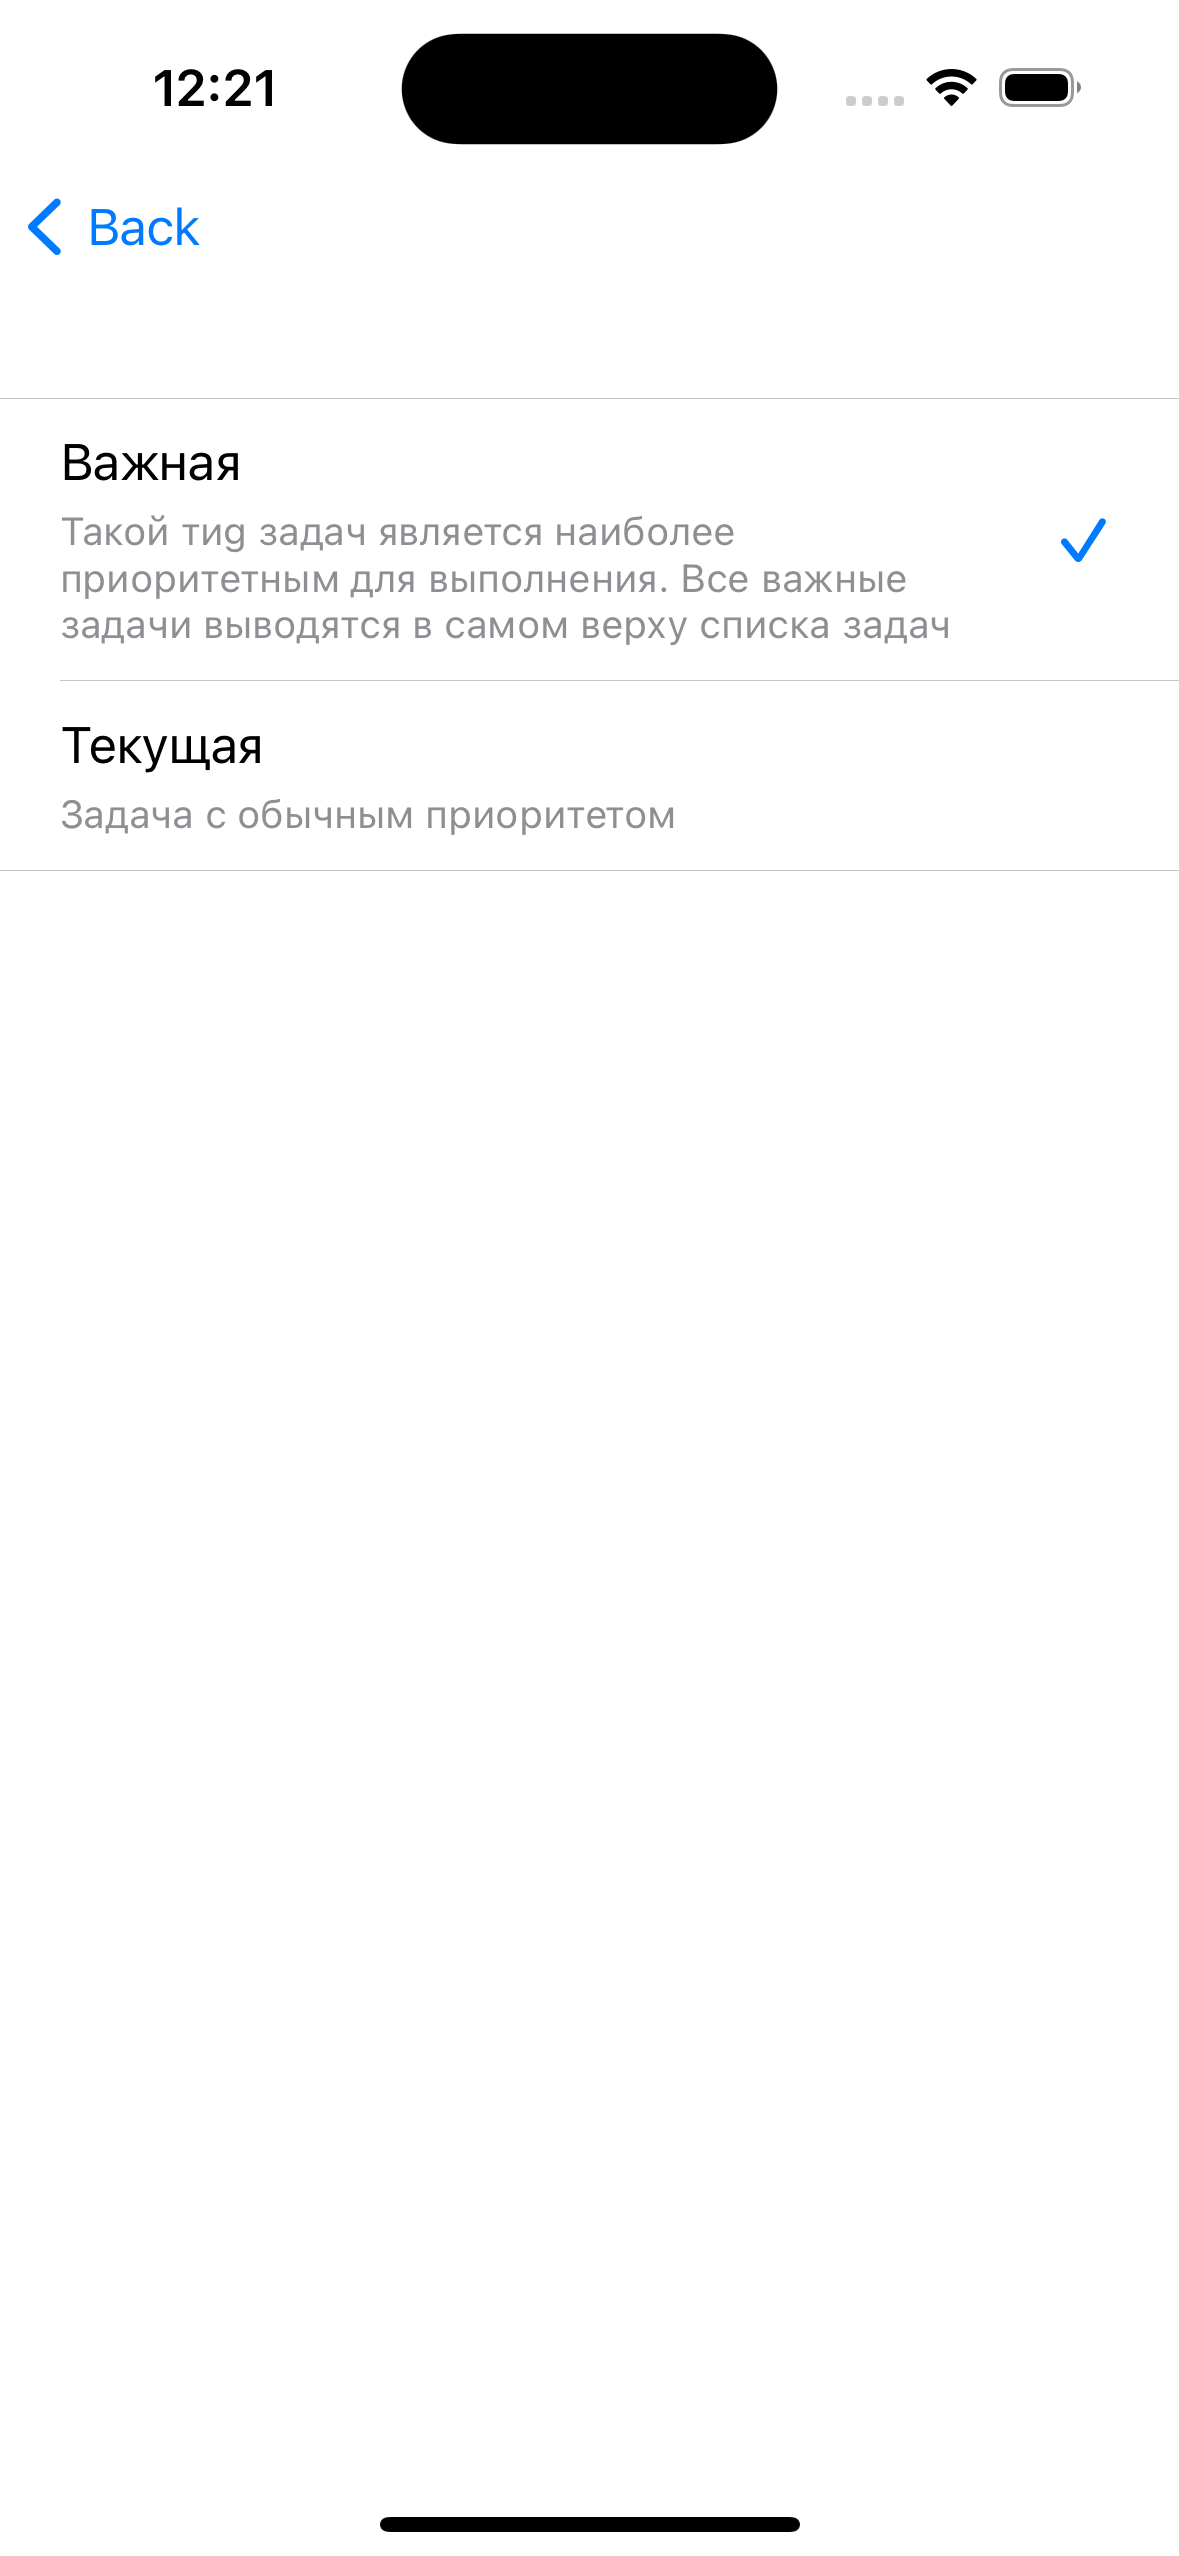 12:21
Back
Важная
Такой тиg задач является наиболее
приоритетным для выполнения. Все важные
задачи выводятся в самом верху списка задач
Текущая
Задача с обычным приоритетом